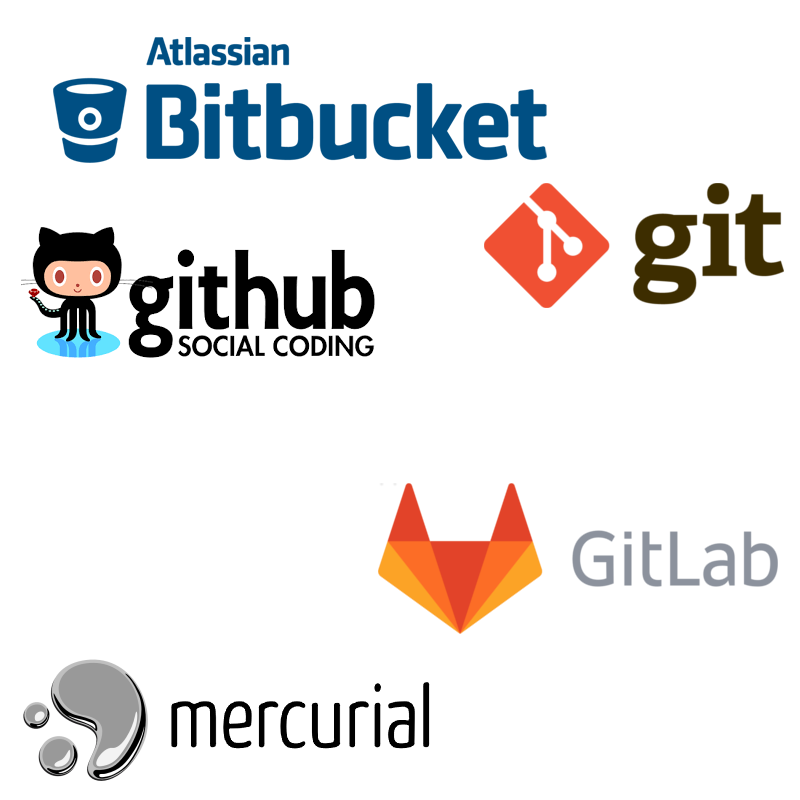 Atlassian
Bitbucket
git
github
SOCIAL CODING
GitLab
mercurial